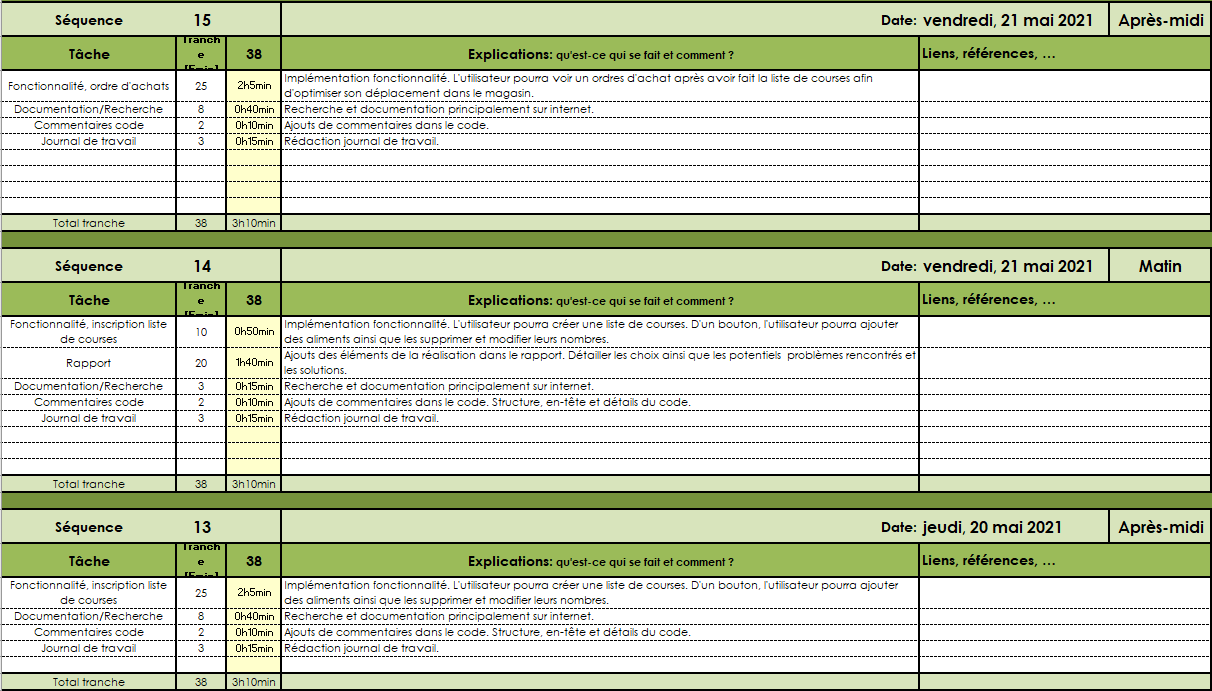 Séquence 15 Date: vendredi, 21 mai 2021 Après-midi
Tâche Tranche [5min] 38 Explications: qu'est-ce qui se fait et comment ? Liens, références, ...
Fonctionnalité, ordre d'achats 25 2h5min Implémentation fonctionnalité. L'utilisateur pourra voir un ordres d'achat après avoir fait la liste de courses afin
d'optimiser son déplacement dans le magasin.
Documentation/Recherche 8 0h40min Recherche et documentation principalement sur internet.
Commentaires code 2 0h10min Ajouts de commentaires dans le code.
Journal de travail 3 0h15min Rédaction journal de travail.
Total tranche 38 3h10min
Séquence 14 Date: vendredi, 21 mai 2021 Matin
Tâche Tranche [5min] 38 Explications: qu'est-ce qui se fait et comment ? Liens, références, ...
Fonctionnalité, inscription liste
de courses 10 0h50min Implémentation fonctionnalité. L'utilisateur pourra créer une liste de courses. D'un bouton, l'utilisateur pourra ajouter
des aliments ainsi que les supprimer et modifier leurs nombres.
Rapport 20 1h40min Ajouts des éléments de la réalisation dans le rapport. Détailler les choix ainsi que les potentiels problèmes rencontrés et
les solutions.
Documentation/Recherche 3 0h15min Recherche et documentation principalement sur internet.
Commentaires code 2 0h10min Ajouts de commentaires dans le code. Structure, en-tête et détails du code.
Journal de travail 3 0h15min Rédaction journal de travail.
Total tranche 38 3h10min
Séquence 13 Date: jeudi, 20 mai 2021 Après-midi
Tâche Tranche [5min] 38 Explications: qu'est-ce qui se fait et comment ? Liens, références, ...
Fonctionnalité, inscription liste
de courses 25 2h5min Implémentation fonctionnalité. L'utilisateur pourra créer une liste de courses. D'un bouton, l'utilisateur pourra ajouter
des aliments ainsi que les supprimer et modifier leurs nombres.
Documentation/Recherche 8 0h40min Recherche et documentation principalement sur internet.
Commentaires code 2 0h10min Ajouts de commentaires dans le code. Structure, en-tête et détails du code.
Journal de travail 3 0h15min Rédaction journal de travail.
Total tranche 38 3h10min